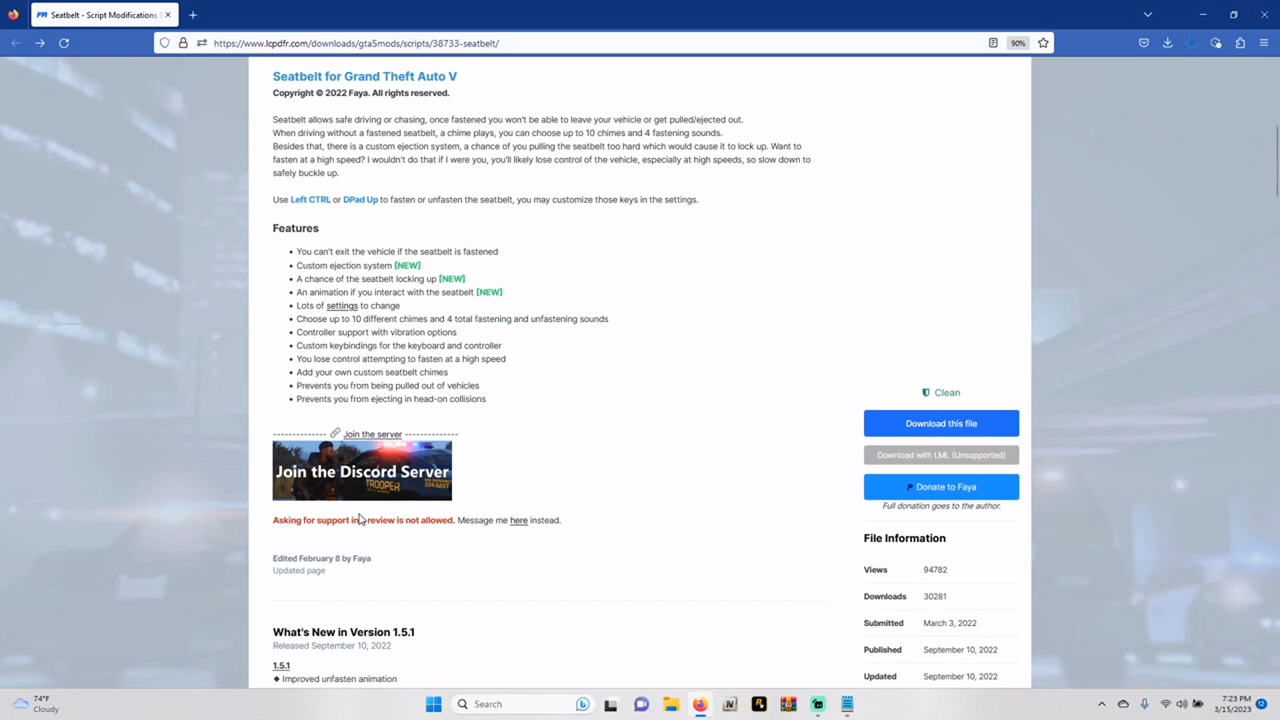 Seatbelt - Script Modifications
https://www.lcpdfr.com/downloads/gta5mods/scripts/38733-seatbelt/
90%
Seatbelt for Grand Theft Auto V
Copyright © 2022 Faya. All rights reserved.
Seatbelt allows safe driving or chasing, once fastened you won't be able to leave your vehicle or get pulled/ejected out.
When driving without a fastened seatbelt, a chime plays, you can choose up to 10 chimes and 4 fastening sounds.
Besides that, there is a custom ejection system, a chance of you pulling the seatbelt too hard which would cause it to lock up. Want to
fasten at a high speed? I wouldn't do that if I were you, you'll likely lose control of the vehicle, especially at high speeds, so slow down to
safely buckle up.
Use Left CTRL or DPad Up to fasten or unfasten the seatbelt, you may customize those keys in the settings.
Features
• You can't exit the vehicle if the seatbelt is fastened
• Custom ejection system [NEW]
• A chance of the seatbelt locking up [NEW]
• An animation if you interact with the seatbelt [NEW]
• Lots of settings to change
• Choose up to 10 different chimes and 4 total fastening and unfastening sounds
• Controller support with vibration options
• Custom keybindings for the keyboard and controller
• You lose control attempting to fasten at a high speed
• Add your own custom seatbelt chimes
• Prevents you from being pulled out of vehicles
• Prevents you from ejecting in head-on collisions
-------------- 🔗 Join the server --------------
Join the Discord Server
TROOPER
Asking for support in a review is not allowed. Message me here instead.
Edited February 8 by Faya
Updated page
What's New in Version 1.5.1
Released September 10, 2022
1.5.1
◆ Improved unfasten animation
Clean
Download this file
Download with LML (Unsupported)
Donate to Faya
Full donation goes to the author.
File Information
Views 94782
Downloads 30281
Submitted March 3, 2022
Published September 10, 2022
Updated September 10, 2022
74°F
Cloudy
Search
3/15/2023